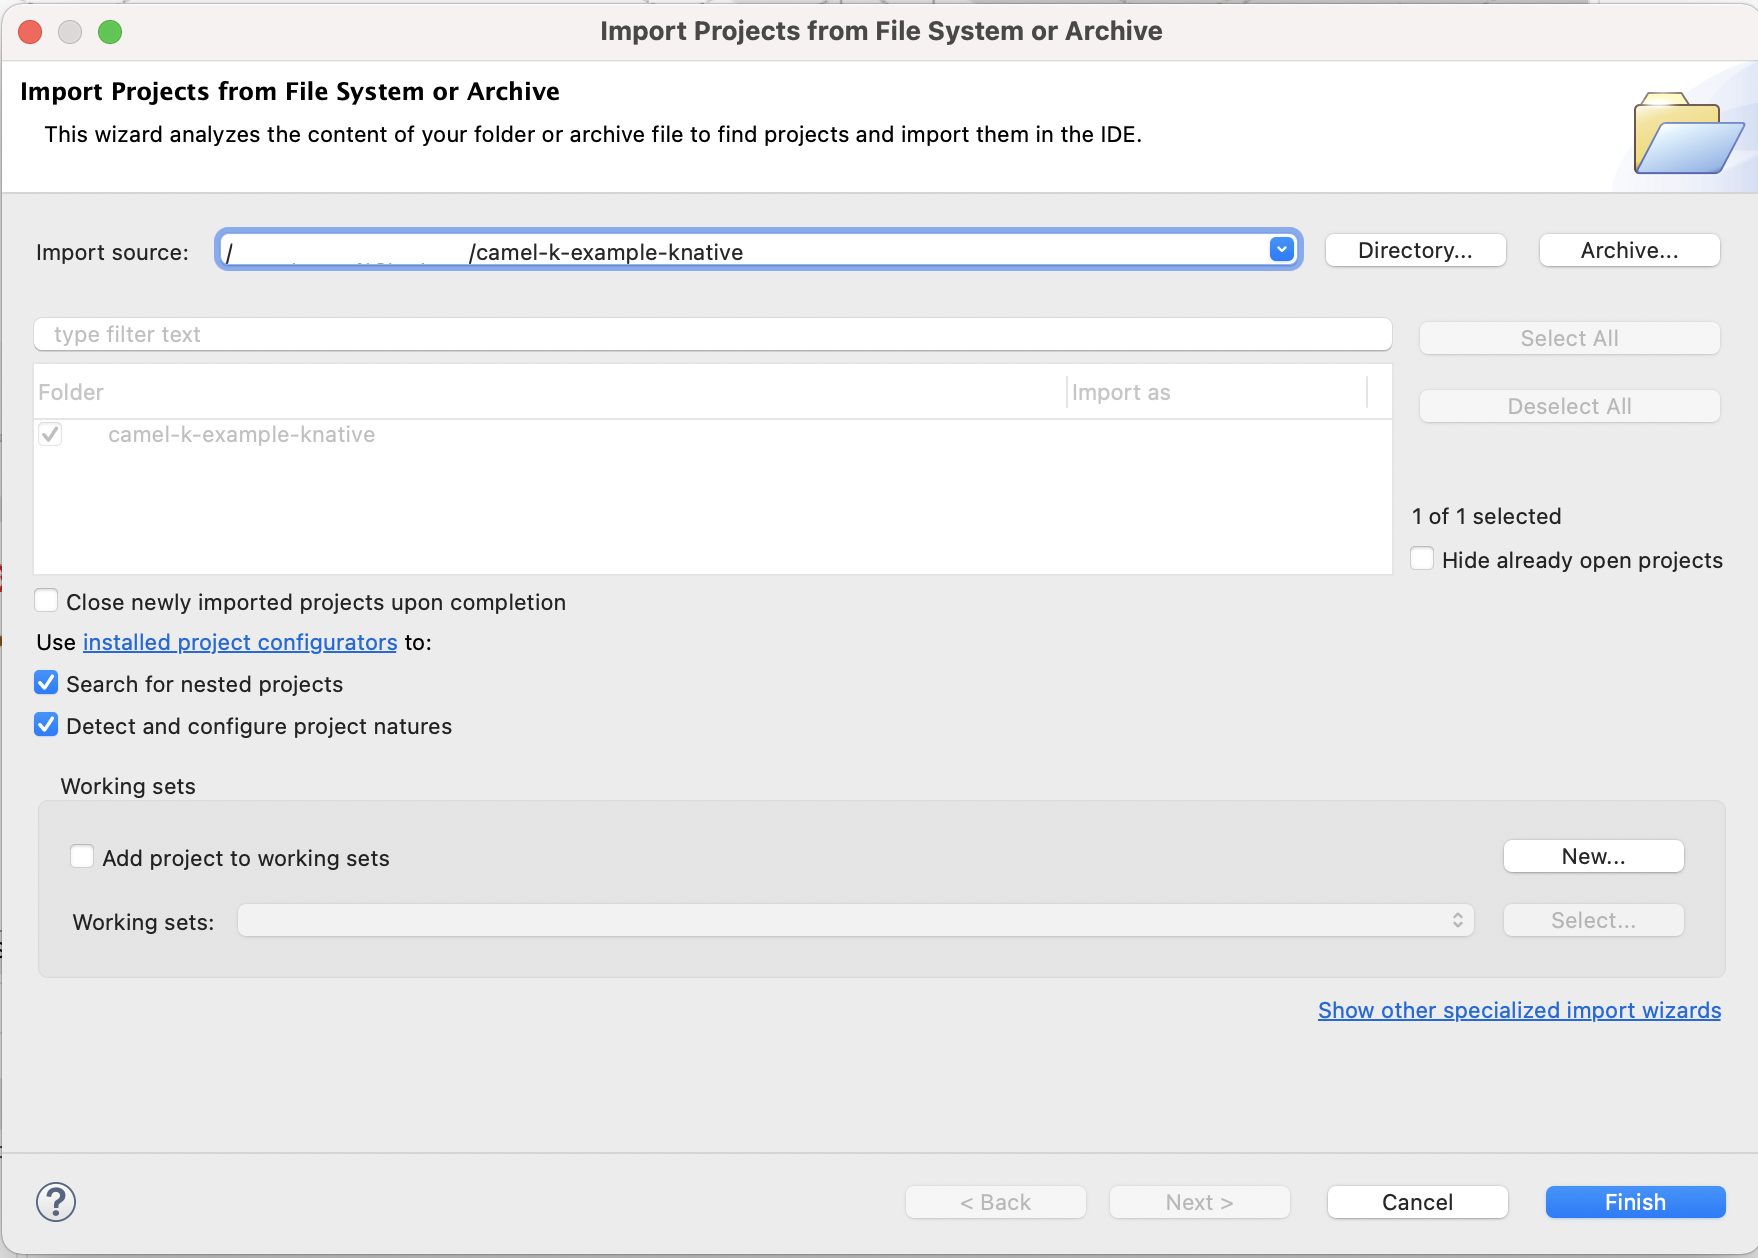 Import Projects from File System or Archive
Import Projects from File System or Archive
This wizard analyzes the content of your folder or archive file to find projects and import them in the IDE.
Import source: / /camel-k-example-knative Directory... Archive...
type filter text Select All
Folder Import as
Deselect All
camel-k-example-knative
1 of 1 selected
Hide already open projects
Close newly imported projects upon completion
Use installed project configurators to:
Search for nested projects
Detect and configure project natures
Working sets
Add project to working sets New...
Working sets: Select...
Show other specialized import wizards
? < Back Next > Cancel Finish